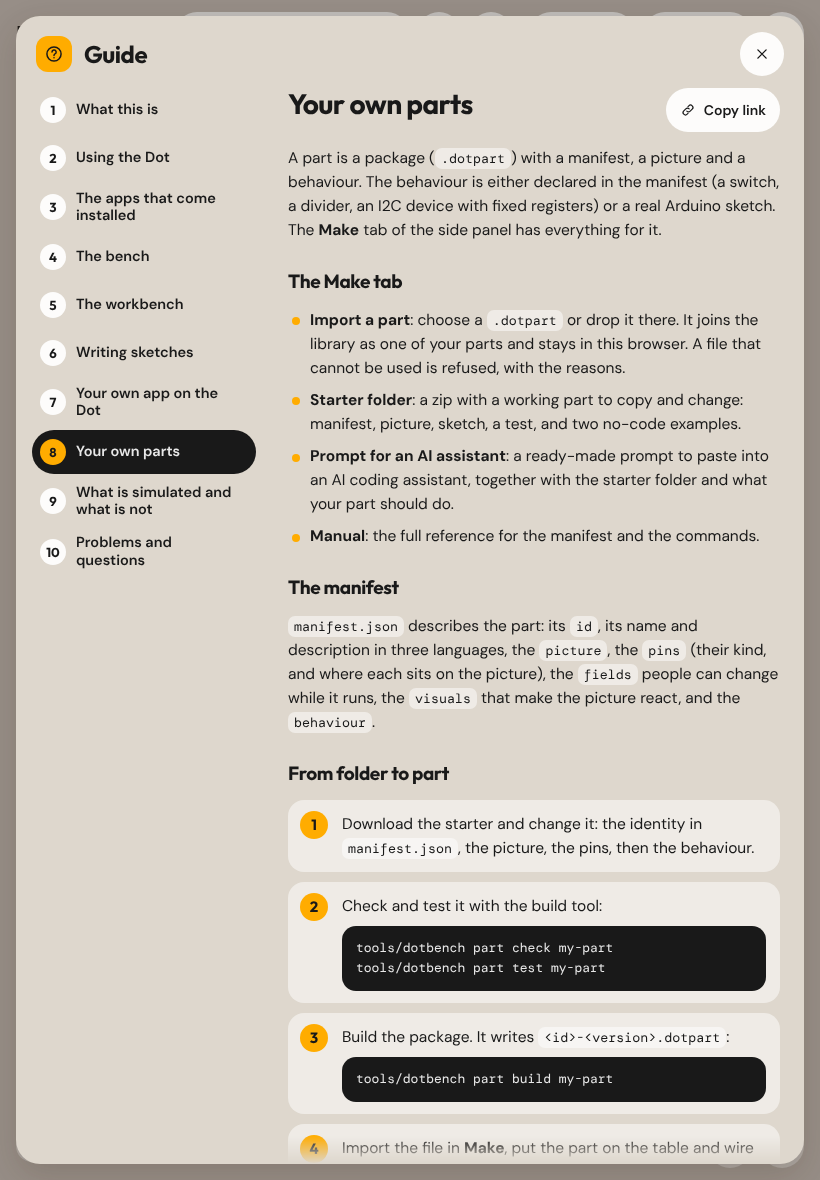 Guide
1 What this is
2 Using the Dot
3 The apps that come
installed
4 The bench
5 The workbench
6 Writing sketches
7 Your own app on the
Dot
8 Your own parts
9 What is simulated and
what is not
10 Problems and
questions
Your own parts
Copy link
A part is a package (.dotpart) with a manifest, a picture and a
behaviour. The behaviour is either declared in the manifest (a switch,
a divider, an I2C device with fixed registers) or a real Arduino sketch.
The Make tab of the side panel has everything for it.
The Make tab
Import a part: choose a .dotpart or drop it there. It joins the
library as one of your parts and stays in this browser. A file that
cannot be used is refused, with the reasons.
Starter folder: a zip with a working part to copy and change:
manifest, picture, sketch, a test, and two no-code examples.
Prompt for an AI assistant: a ready-made prompt to paste into
an AI coding assistant, together with the starter folder and what
your part should do.
Manual: the full reference for the manifest and the commands.
The manifest
manifest.json describes the part: its id, its name and
description in three languages, the picture, the pins (their kind,
and where each sits on the picture), the fields people can change
while it runs, the visuals that make the picture react, and the
behaviour.
From folder to part
1 Download the starter and change it: the identity in
manifest.json, the picture, the pins, then the behaviour.
2 Check and test it with the build tool:
tools/dotbench part check my-part
tools/dotbench part test my-part
3 Build the package. It writes <id>-<version>.dotpart:
tools/dotbench part build my-part
4 Import the file in Make, put the part on the table and wire